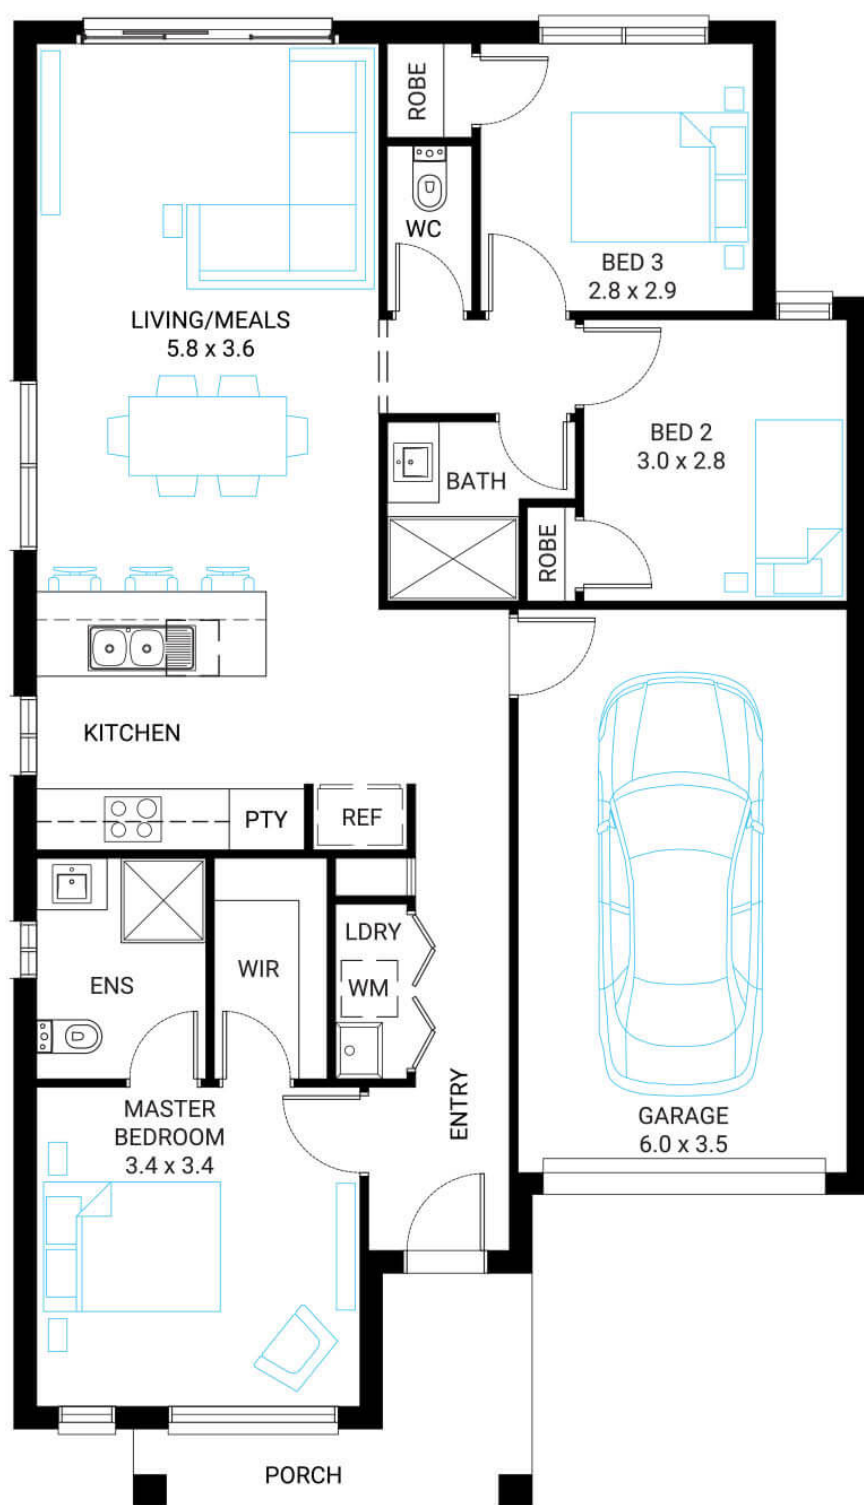 ROBE
WC
BED 3
2.8 x 2.9
LIVING/MEALS
5.8 x 3.6
BED 2
3.0 x 2.8
BATH
ROBE
KITCHEN
PTY
REF
LDRY
WIR
WM
ENS
ENTRY
MASTER
BEDROOM
3.4 x 3.4
GARAGE
6.0 x 3.5
PORCH